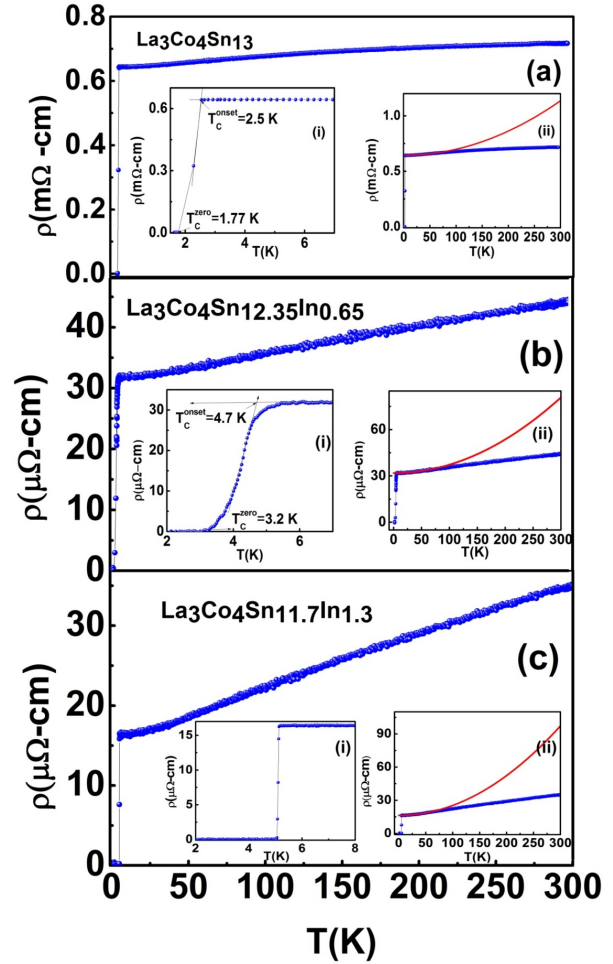 La3Co4Sn13
(a)
ρ(mΩ-cm)
0.8
0.6
0.4
0.2
0.0
(i)
Tc^onset=2.5 K
Tc^zero=1.77 K
ρ(mΩ-cm)
0.6
0.3
0.0
2 4 6
T(K)
(ii)
ρ(mΩ-cm)
1.0
0.5
0.0
0 50 100 150 200 250 300
T(K)
La3Co4Sn12.35In0.65
(b)
ρ(μΩ-cm)
40
30
20
10
0
(i)
Tc^onset=4.7 K
Tc^zero=3.2 K
ρ(μΩ-cm)
30
20
10
0
2 4 6
T(K)
(ii)
ρ(μΩ-cm)
60
30
0
0 50 100 150 200 250 300
T(K)
La3Co4Sn11.7In1.3
(c)
ρ(μΩ-cm)
30
20
10
0
(i)
ρ(μΩ-cm)
15
10
5
0
2 4 6 8
T(K)
(ii)
ρ(μΩ-cm)
90
60
30
0
0 50 100 150 200 250 300
T(K)
0 50 100 150 200 250 300
T(K)